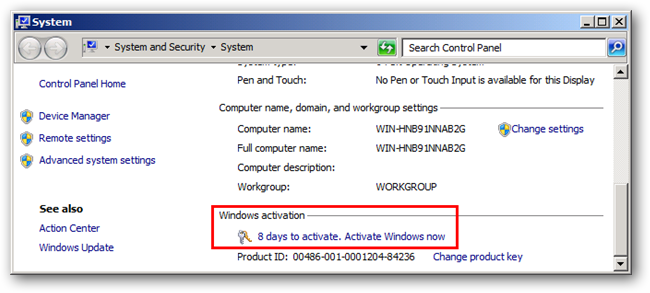 System
System and Security
System
Search Control Panel
Control Panel Home
Device Manager
Remote settings
Advanced system settings
See also
Action Center
Windows Update
Pen and Touch: No Pen or Touch Input is available for this Display
Computer name, domain, and workgroup settings
Computer name: WIN-HNB91NNAB2G Change settings
Full computer name: WIN-HNB91NNAB2G
Computer description:
Workgroup: WORKGROUP
Windows activation
8 days to activate. Activate Windows now
Product ID: 00486-001-0001204-84236 Change product key